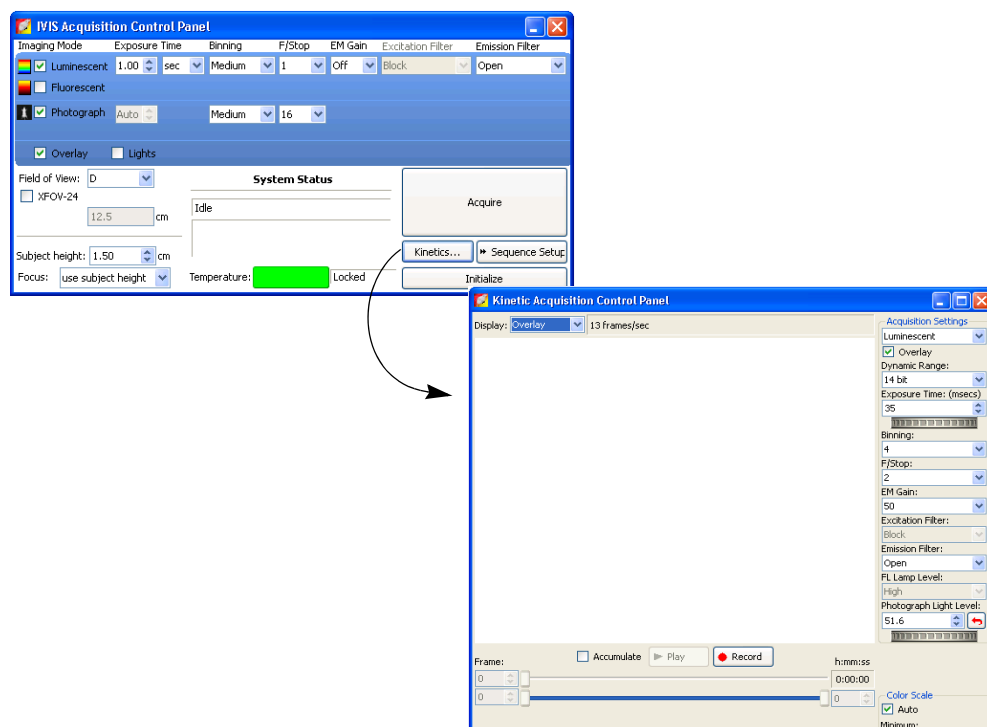 IVIS Acquisition Control Panel
Imaging Mode Exposure Time Binning F/Stop EM Gain Excitation Filter Emission Filter
Luminescent 1.00 sec Medium 1 Off Block Open
Fluorescent
Photograph Auto Medium 16
Overlay Lights
Field of View: D
XFOV-24
12.5 cm
Subject height: 1.50 cm
Focus: use subject height
System Status
Idle
Temperature: Locked
Acquire
Kinetics... Sequence Setup
Initialize
Kinetic Acquisition Control Panel
Display: Overlay 13 frames/sec
Acquisition Settings
Luminescent
Overlay
Dynamic Range:
14 bit
Exposure Time: (msecs)
35
Binning:
4
F/Stop:
2
EM Gain:
50
Excitation Filter:
Block
Emission Filter:
Open
FL Lamp Level:
High
Photograph Light Level:
51.6
Accumulate Play Record
Frame: h:mm:ss
0 0:00:00
0 0
Color Scale
Auto
Minimum: